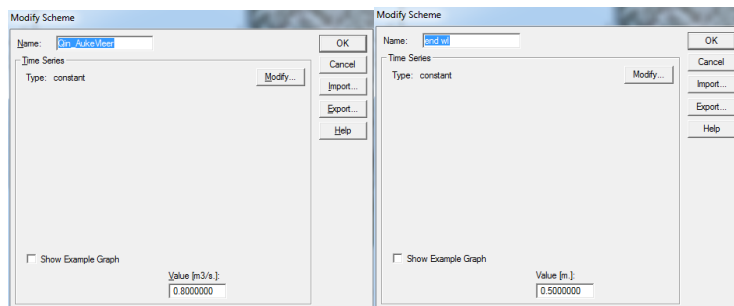 Modify Scheme
Name: Qin_AukeVleer
OK
Time Series
Cancel
Type: constant
Modify...
Import...
Export...
Help
Show Example Graph
Value [m3/s.]:
0.8000000
Modify Scheme
Name: end wl
OK
Time Series
Cancel
Type: constant
Modify...
Import...
Export...
Help
Show Example Graph
Value [m.]:
0.5000000